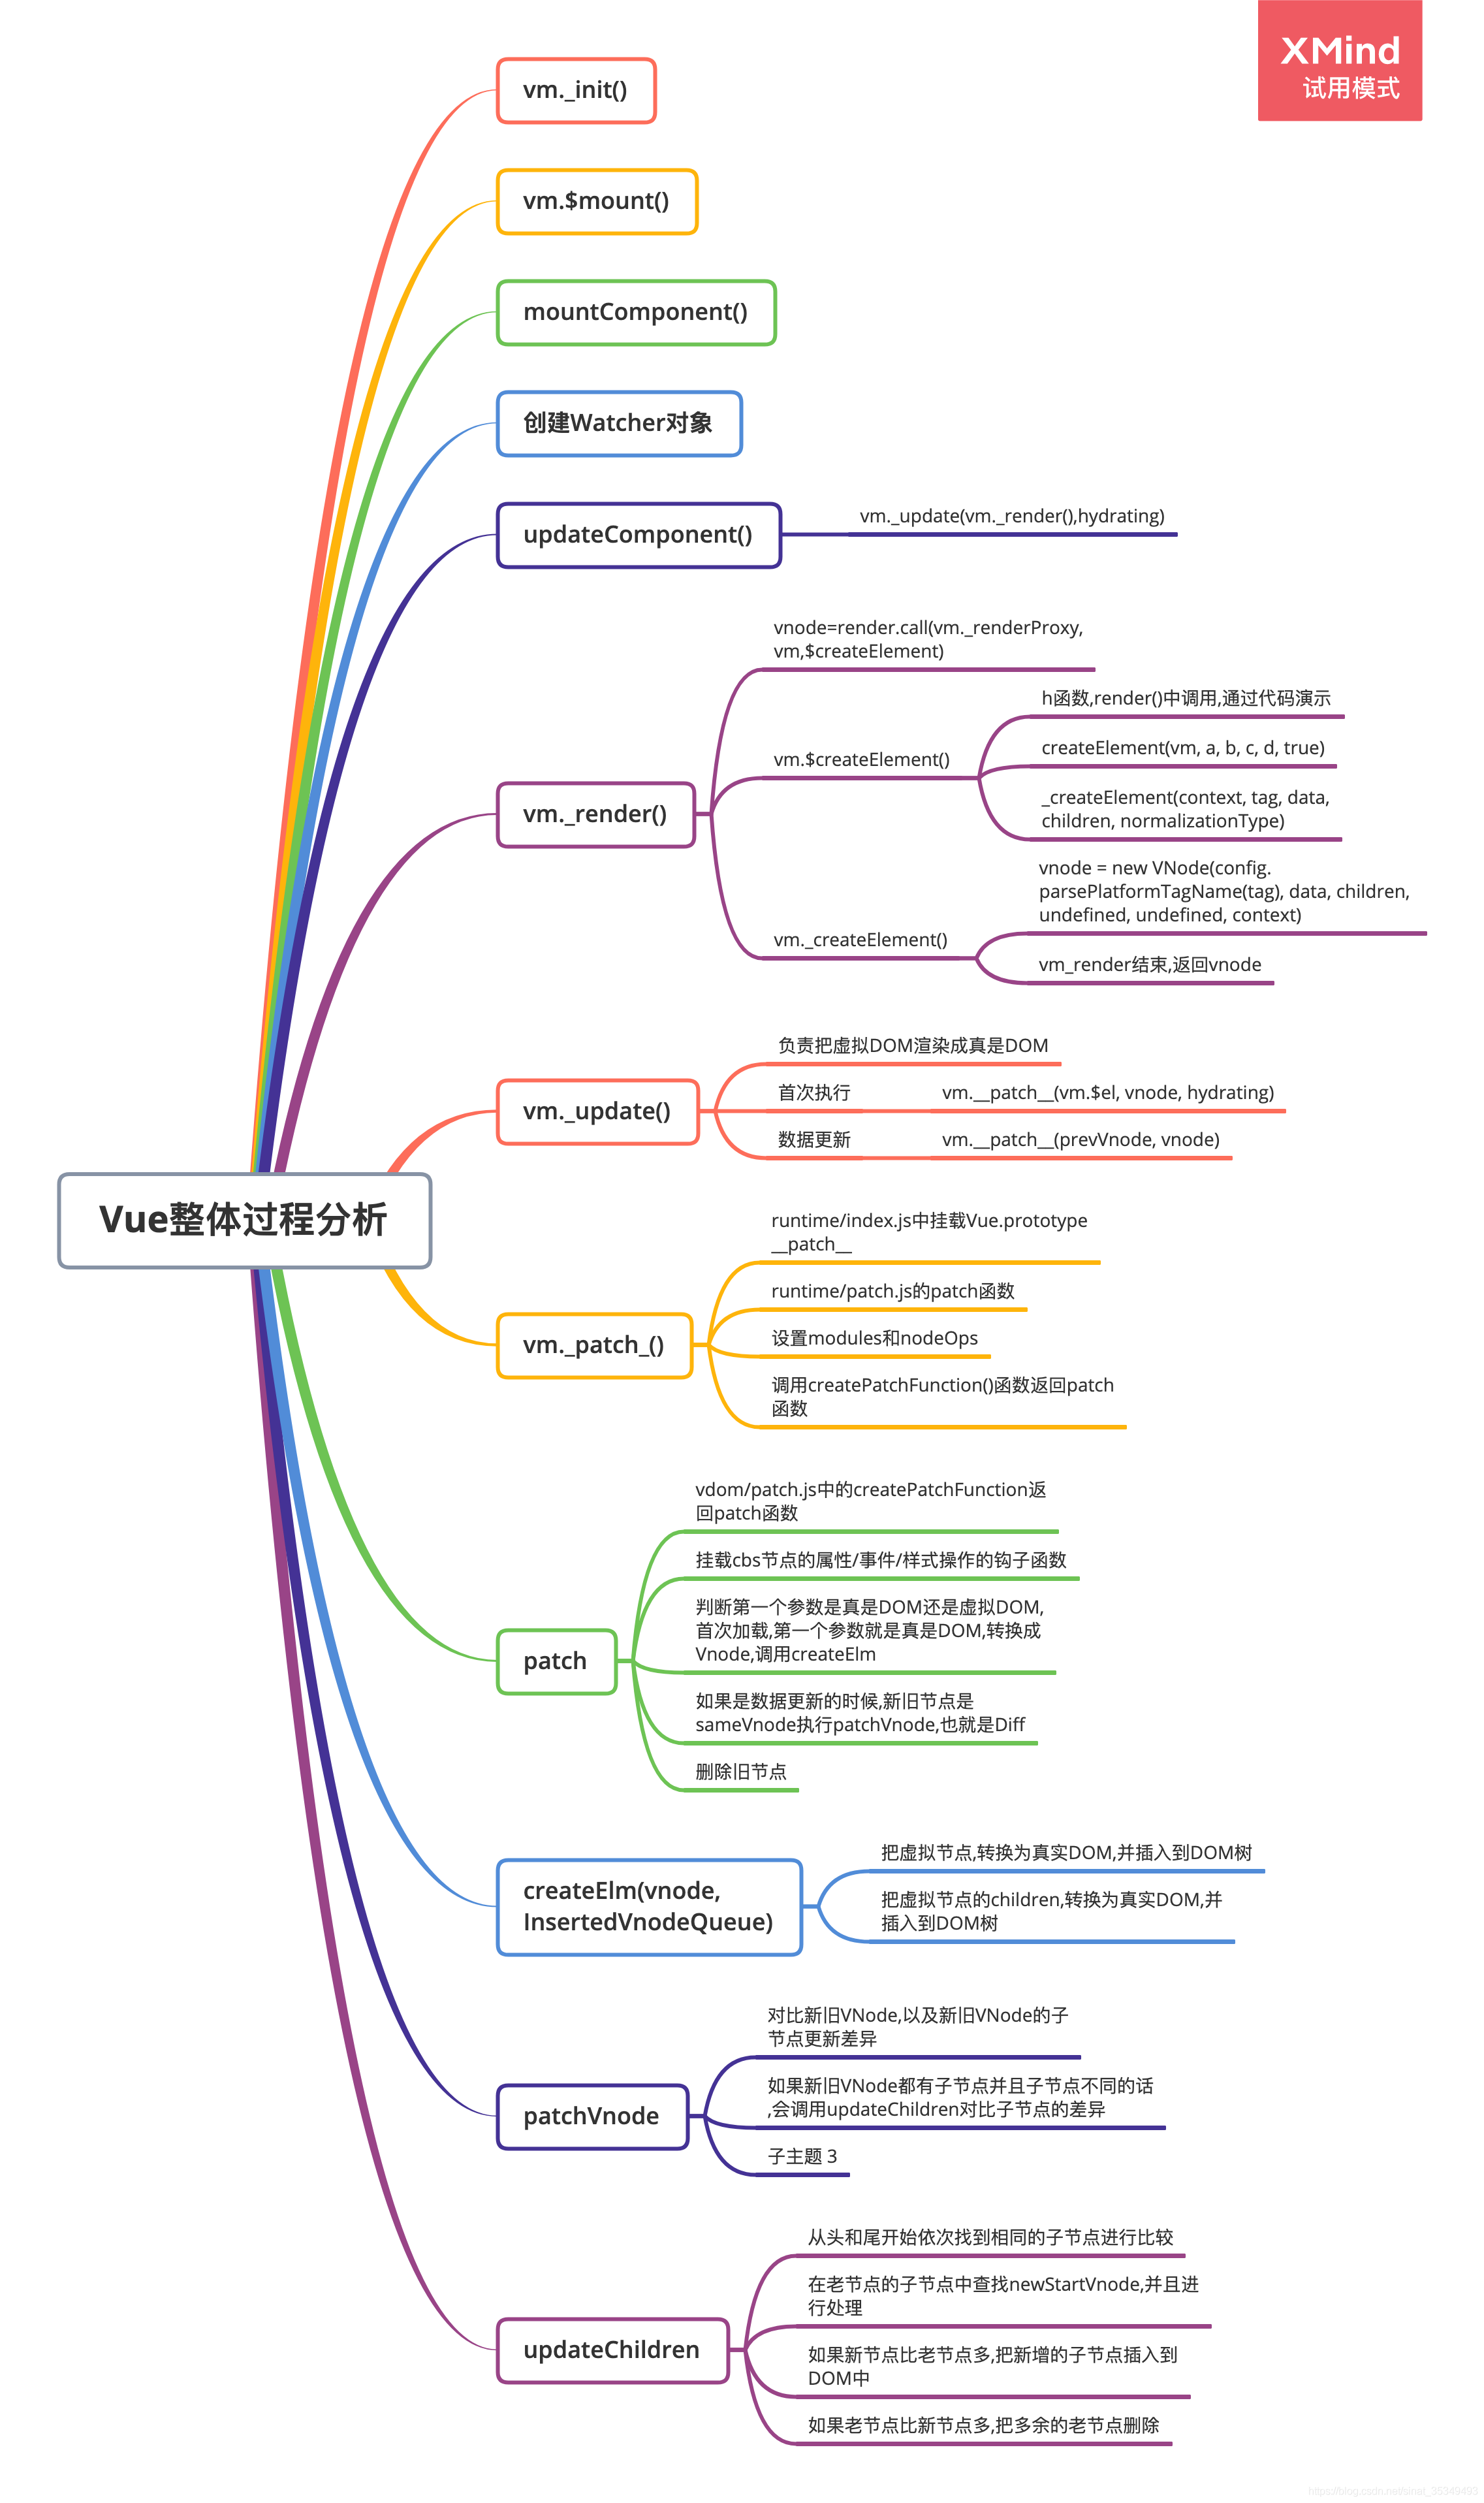 XMind
试用模式
vm._init()
vm.$mount()
mountComponent()
创建Watcher对象
updateComponent()
vm._update(vm._render(),hydrating)
vm._render()
vnode=render.call(vm._renderProxy,
vm,$createElement)
vm.$createElement()
h函数,render()中调用,通过代码演示
createElement(vm, a, b, c, d, true)
_createElement(context, tag, data,
children, normalizationType)
vm._createElement()
vnode = new VNode(config.
parsePlatformTagName(tag), data, children,
undefined, undefined, context)
vm_render结束,返回vnode
vm._update()
负责把虚拟DOM渲染成真是DOM
首次执行
vm.__patch__(vm.$el, vnode, hydrating)
数据更新
vm.__patch__(prevVnode, vnode)
Vue整体过程分析
vm._patch_()
runtime/index.js中挂载Vue.prototype
__patch__
runtime/patch.js的patch函数
设置modules和nodeOps
调用createPatchFunction()函数返回patch
函数
patch
vdom/patch.js中的createPatchFunction返
回patch函数
挂载cbs节点的属性/事件/样式操作的钩子函数
判断第一个参数是真是DOM还是虚拟DOM,
首次加载,第一个参数就是真是DOM,转换成
Vnode,调用createElm
如果是数据更新的时候,新旧节点是
sameVnode执行patchVnode,也就是Diff
删除旧节点
createElm(vnode,
InsertedVnodeQueue)
把虚拟节点,转换为真实DOM,并插入到DOM树
把虚拟节点的children,转换为真实DOM,并
插入到DOM树
patchVnode
对比新旧VNode,以及新旧VNode的子
节点更新差异
如果新旧VNode都有子节点并且子节点不同的话
,会调用updateChildren对比子节点的差异
子主题 3
updateChildren
从头和尾开始依次找到相同的子节点进行比较
在老节点的子节点中查找newStartVnode,并且进
行处理
如果新节点比老节点多,把新增的子节点插入到
DOM中
如果老节点比新节点多,把多余的老节点删除
https://blog.csdn.net/sinat_35349493